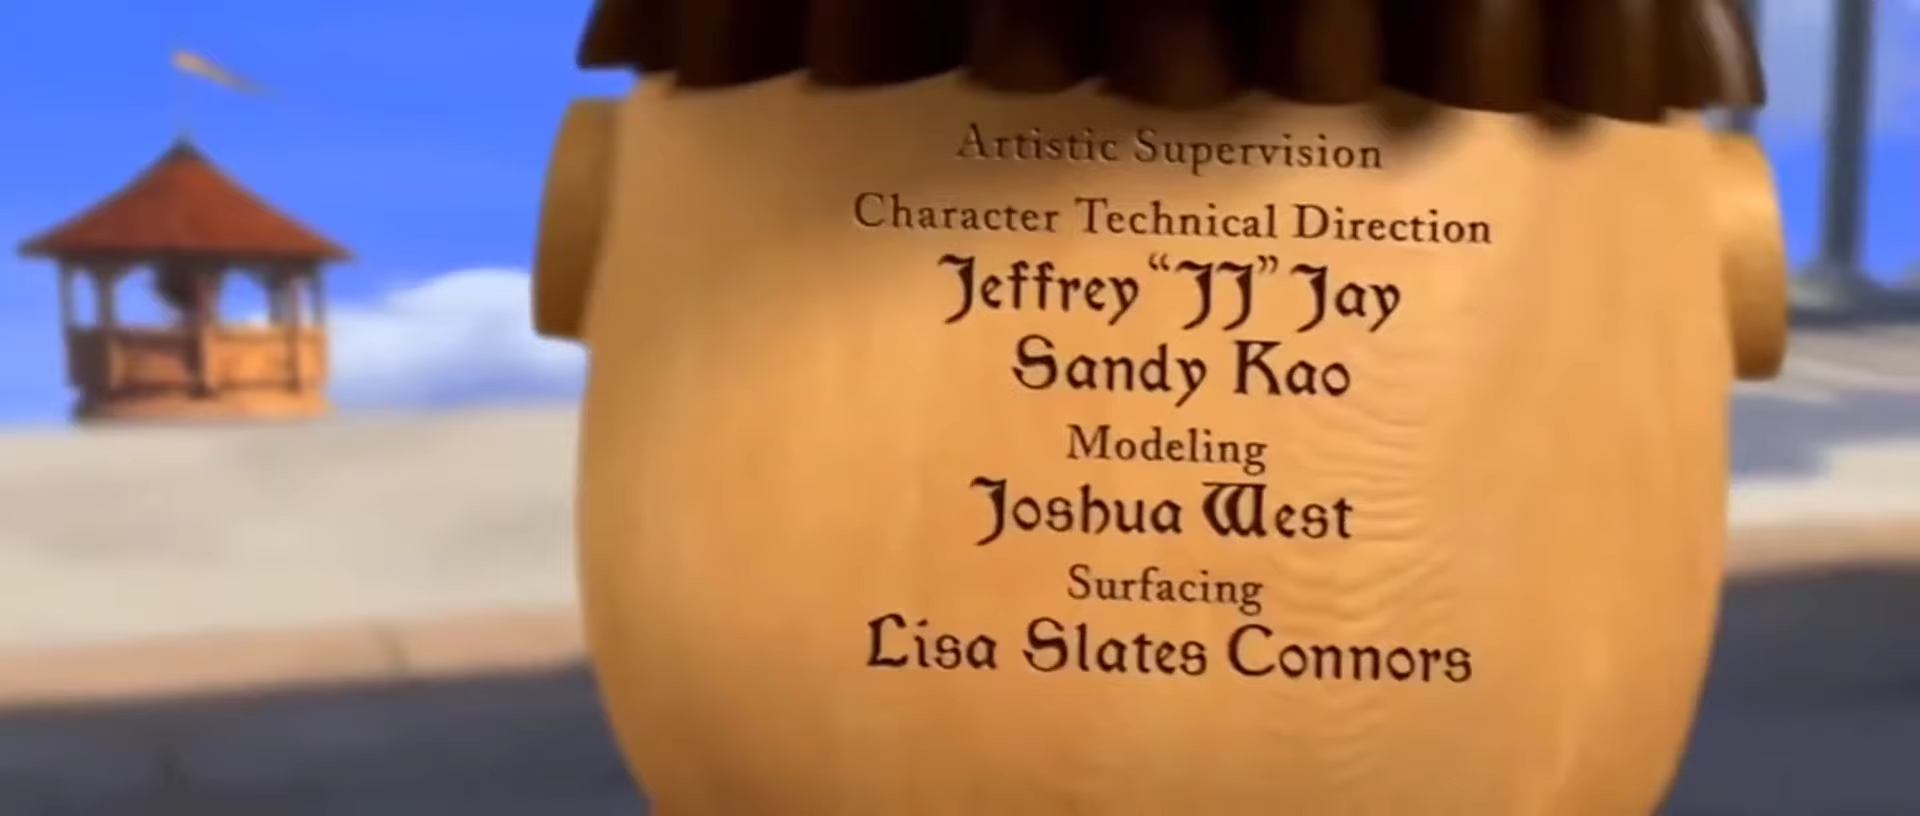 Artistic Supervision
Character Technical Direction
Jeffrey “JJ” Jay
Sandy Kao
Modeling
Joshua West
Surfacing
Lisa Slates Connors